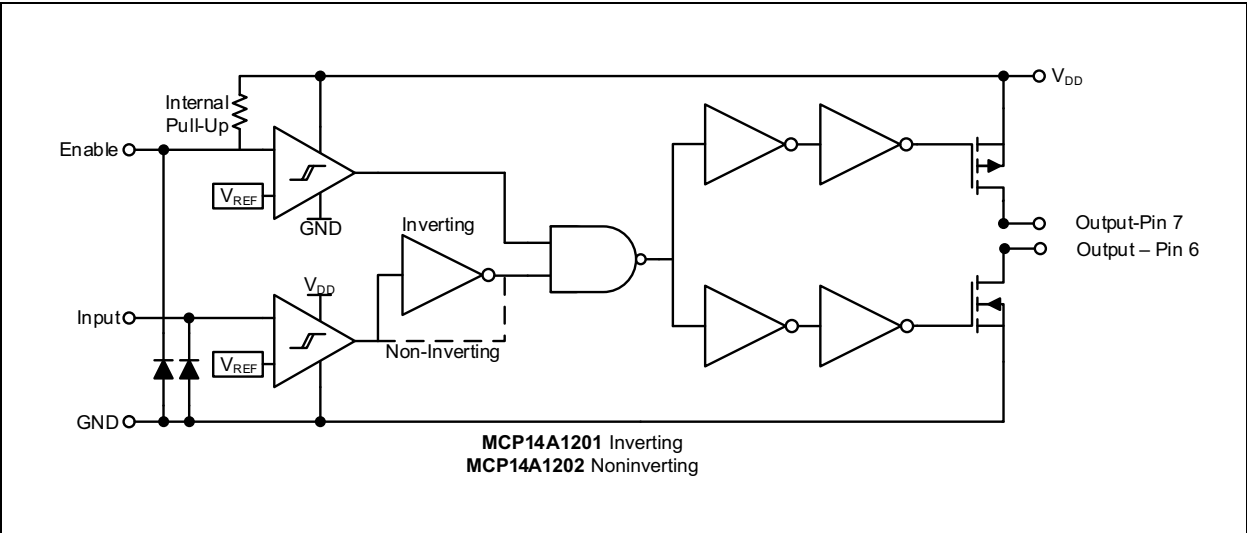 V_DD
Internal
Pull-Up
Enable
V_REF
GND
Inverting
Output-Pin 7
Output – Pin 6
V_DD
Input
Non-Inverting
V_REF
GND
MCP14A1201 Inverting
MCP14A1202 Noninverting